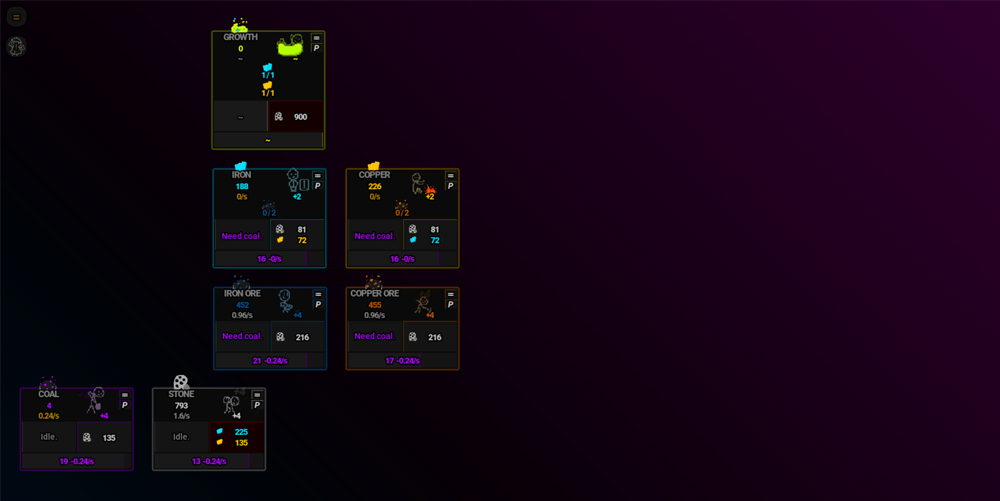 GROWTH
=
0
P
~
~
1/1
1/1
~
900
~
IRON
=
188
P
0/s
+2
0/2
Need coal.
81
72
16 -0/s
COPPER
=
226
P
0/s
+2
0/2
Need coal.
81
72
16 -0/s
IRON ORE
=
452
P
0.96/s
+4
Need coal.
216
21 -0.24/s
COPPER ORE
=
455
P
0.96/s
+4
Need coal.
216
17 -0.24/s
COAL
=
4
P
0.24/s
+4
Idle.
135
19 -0.24/s
STONE
+4
=
793
P
1.6/s
+4
Idle.
225
135
13 -0.24/s